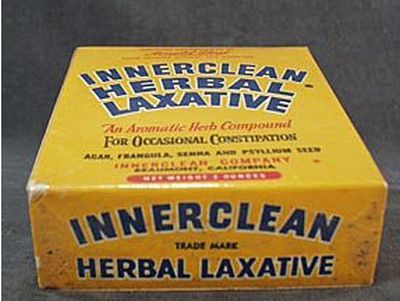 INNERCLEAN
HERBAL
LAXATIVE
An Aromatic Herb Compound
FOR OCCASIONAL CONSTIPATION
AGAR, FRANGULA, SENNA AND PSYLLIUM SEED
INNERCLEAN COMPANY
BEAUMONT, CALIFORNIA
NET WEIGHT 2 OUNCES
INNERCLEAN
TRADE MARK
HERBAL LAXATIVE